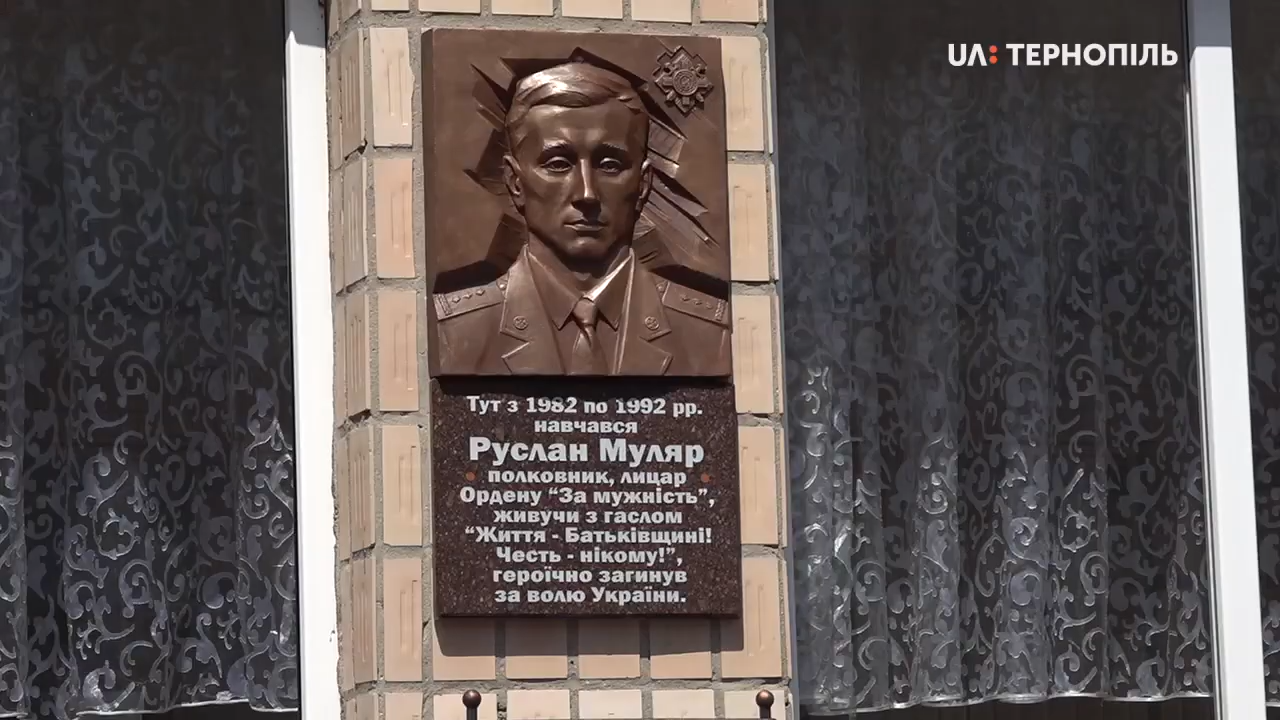 UA: ТЕРНОПІЛЬ
Тут з 1982 по 1992 рр.
навчався
Руслан Муляр
полковник, лицар
Ордену “За мужність”,
живучи з гаслом
“Життя - Батьківщині!
Честь - нікому!”,
героїчно загинув
за волю України.